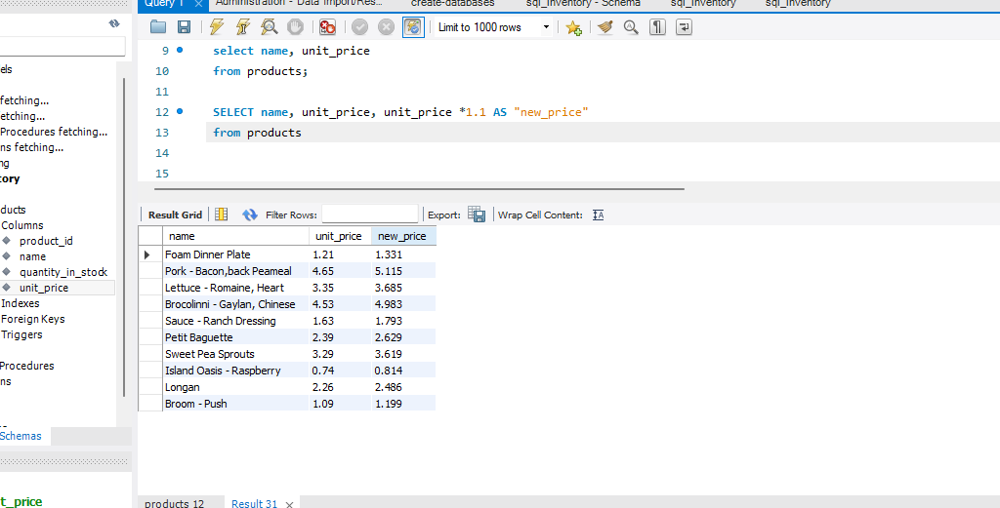 Query 1 × Administration - Data Import/Res... create-databases sql_inventory - Schema sql_inventory sql_inventory
Limit to 1000 rows
9 select name, unit_price
10 from products;
11
12 SELECT name, unit_price, unit_price *1.1 AS "new_price"
13 from products
14
15
els
fetching...
etching...
Procedures fetching...
ns fetching...
ng
tory
ducts
Columns
product_id
name
quantity_in_stock
unit_price
Indexes
Foreign Keys
Triggers
Procedures
ns
Schemas
t_price
Result Grid Filter Rows: Export: Wrap Cell Content: IA
name unit_price new_price
Foam Dinner Plate 1.21 1.331
Pork - Bacon,back Peameal 4.65 5.115
Lettuce - Romaine, Heart 3.35 3.685
Brocolinni - Gaylan, Chinese 4.53 4.983
Sauce - Ranch Dressing 1.63 1.793
Petit Baguette 2.39 2.629
Sweet Pea Sprouts 3.29 3.619
Island Oasis - Raspberry 0.74 0.814
Longan 2.26 2.486
Broom - Push 1.09 1.199
products 12 Result 31 ×